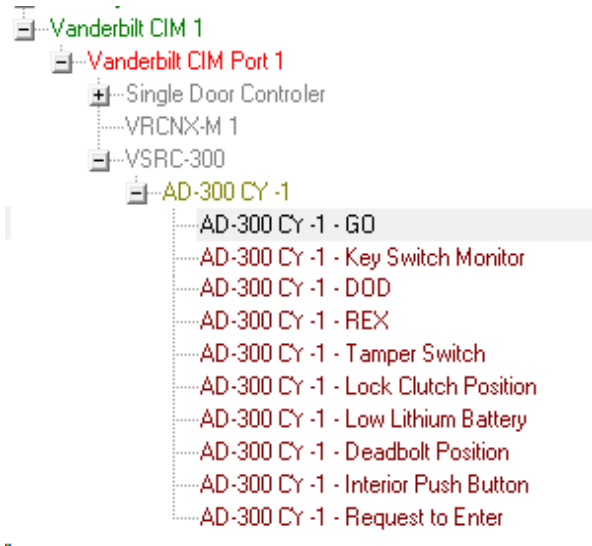 Vanderbilt CIM 1
Vanderbilt CIM Port 1
Single Door Controler
VRCNX-M 1
VSRC-300
AD-300 CY -1
AD-300 CY -1 - GO
AD-300 CY -1 - Key Switch Monitor
AD-300 CY -1 - DOD
AD-300 CY -1 - REX
AD-300 CY -1 - Tamper Switch
AD-300 CY -1 - Lock Clutch Position
AD-300 CY -1 - Low Lithium Battery
AD-300 CY -1 - Deadbolt Position
AD-300 CY -1 - Interior Push Button
AD-300 CY -1 - Request to Enter